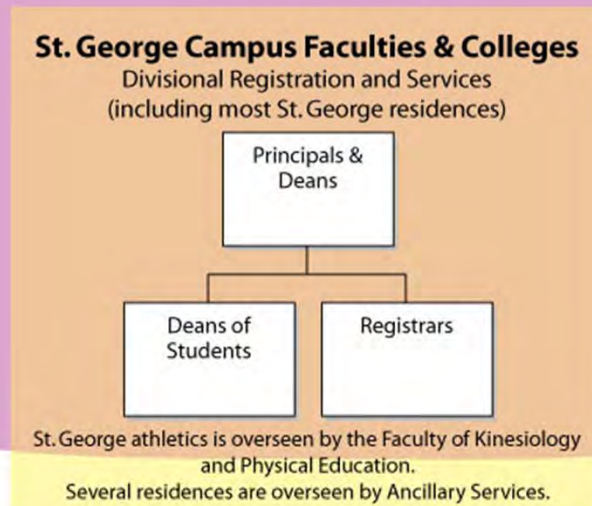 St. George Campus Faculties & Colleges
Divisional Registration and Services
(including most St. George residences)
Principals &
Deans
Deans of
Students
Registrars
St. George athletics is overseen by the Faculty of Kinesiology
and Physical Education.
Several residences are overseen by Ancillary Services.